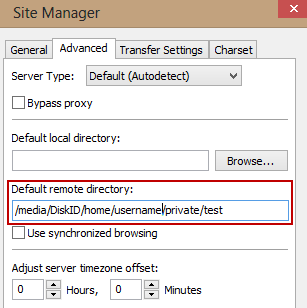 Site Manager
General Advanced Transfer Settings Charset
Server Type: Default (Autodetect)
Bypass proxy
Default local directory:
Browse...
Default remote directory:
/media/DiskID/home/username/private/test
Use synchronized browsing
Adjust server timezone offset:
0 Hours, 0 Minutes